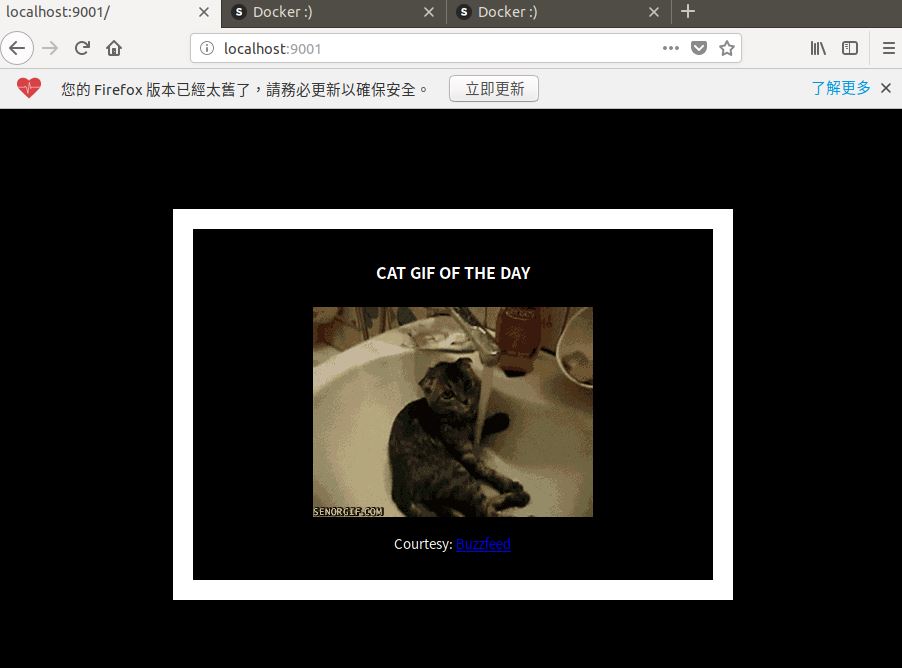 localhost:9001/
Docker :)
Docker :)
localhost:9001
您的 Firefox 版本已經太舊了，請務必更新以確保安全。
立即更新
了解更多
CAT GIF OF THE DAY
SENORGIF.COM
Courtesy: Buzzfeed